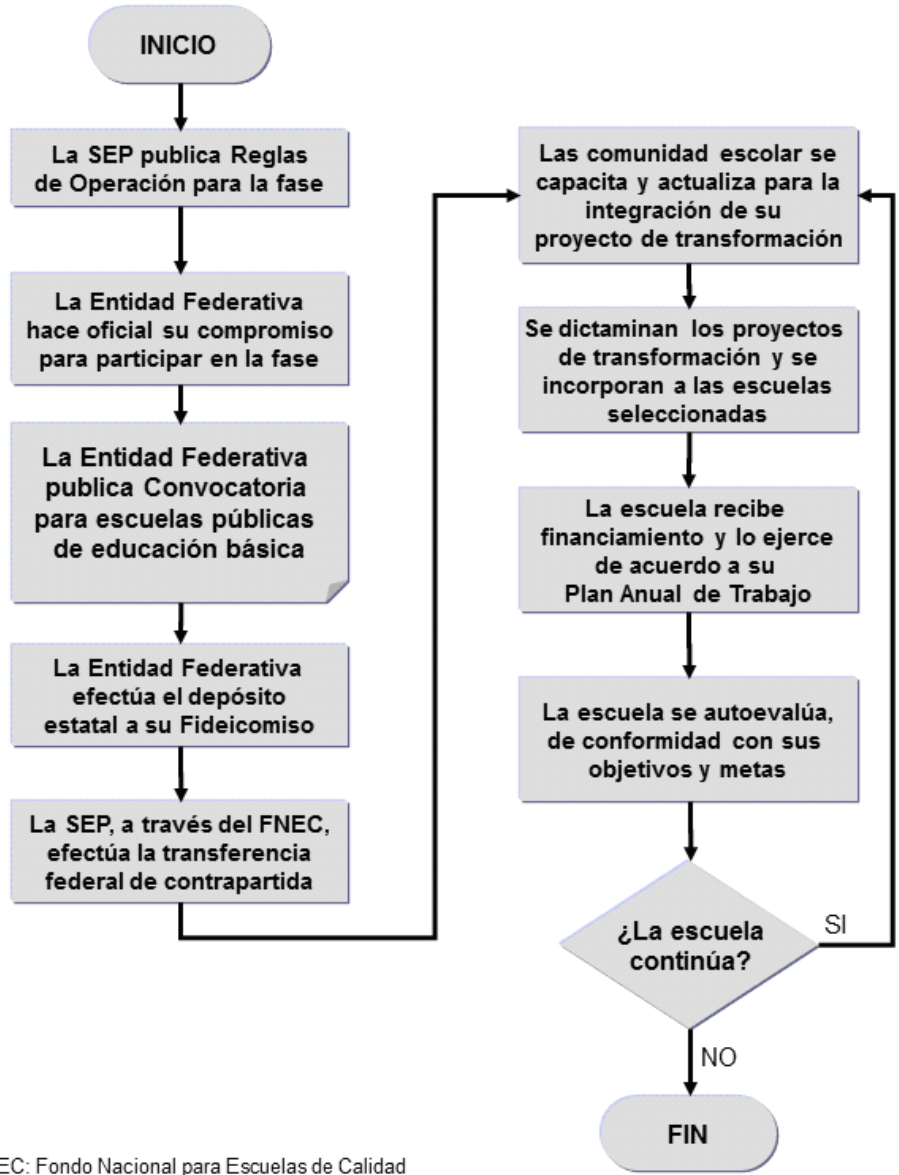 INICIO
La SEP publica Reglas
de Operación para la fase
La Entidad Federativa
hace oficial su compromiso
para participar en la fase
La Entidad Federativa
publica Convocatoria
para escuelas públicas
de educación básica
La Entidad Federativa
efectúa el depósito
estatal a su Fideicomiso
La SEP, a través del FNEC,
efectúa la transferencia
federal de contrapartida
Las comunidad escolar se
capacita y actualiza para la
integración de su
proyecto de transformación
Se dictaminan los proyectos
de transformación y se
incorporan a las escuelas
seleccionadas
La escuela recibe
financiamiento y lo ejerce
de acuerdo a su
Plan Anual de Trabajo
La escuela se autoevalúa,
de conformidad con sus
objetivos y metas
¿La escuela
continúa?
SI
NO
FIN
EC: Fondo Nacional para Escuelas de Calidad